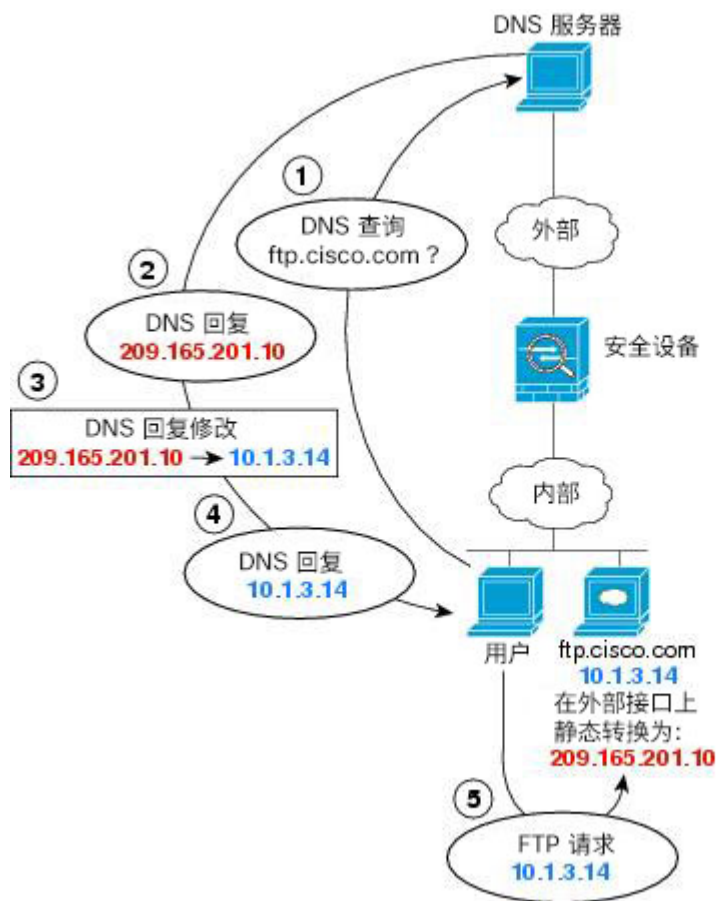 DNS 服务器
1
DNS 查询
ftp.cisco.com?
外部
2
DNS 回复
209.165.201.10
安全设备
3
DNS 回复修改
209.165.201.10 → 10.1.3.14
内部
4
DNS 回复
10.1.3.14
用户
ftp.cisco.com
10.1.3.14
在外部接口上
静态转换为:
209.165.201.10
5
FTP 请求
10.1.3.14